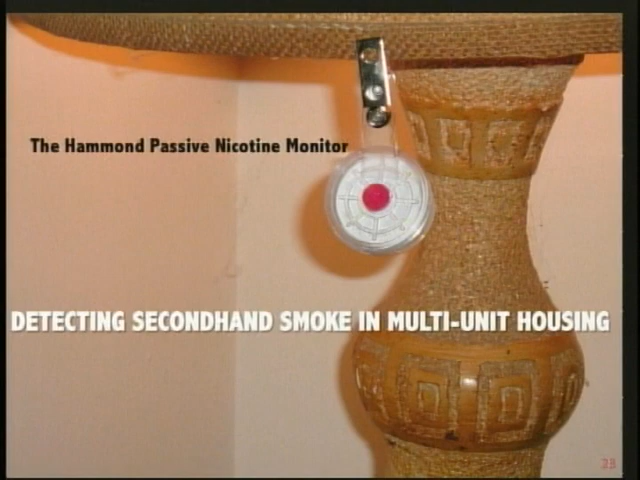 The Hammond Passive Nicotine Monitor
DETECTING SECONDHAND SMOKE IN MULTI-UNIT HOUSING
23